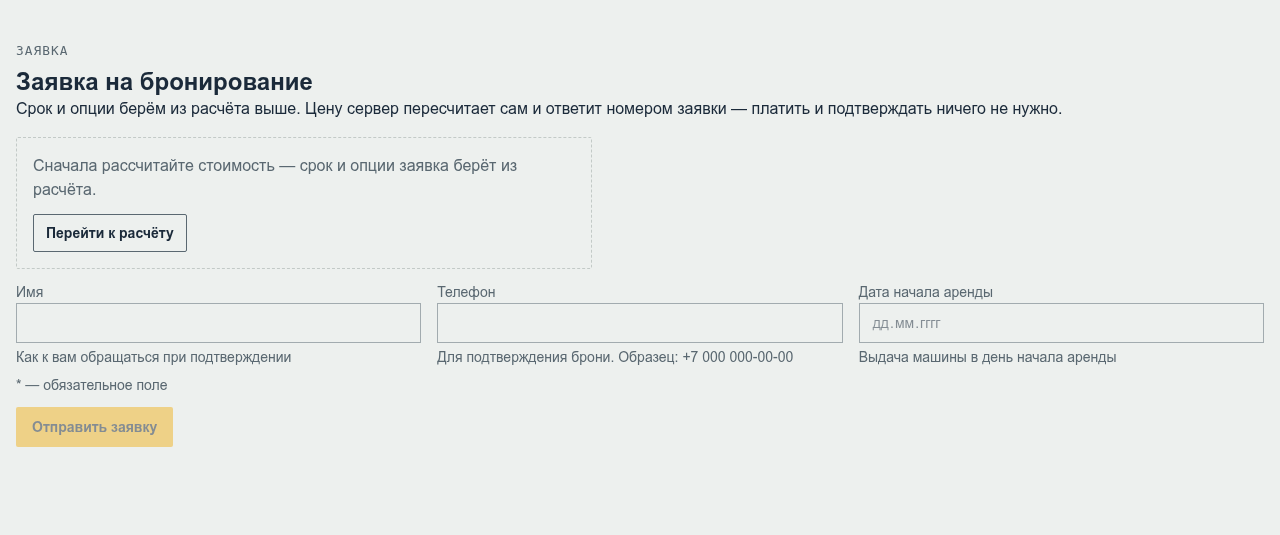 ЗАЯВКА
Заявка на бронирование
Срок и опции берём из расчёта выше. Цену сервер пересчитает сам и ответит номером заявки — платить и подтверждать ничего не нужно.
Сначала рассчитайте стоимость — срок и опции заявка берёт из
расчёта.
Перейти к расчёту
Имя
Телефон
Дата начала аренды
дд.мм.гггг
Как к вам обращаться при подтверждении
Для подтверждения брони. Образец: +7 000 000-00-00
Выдача машины в день начала аренды
* — обязательное поле
Отправить заявку